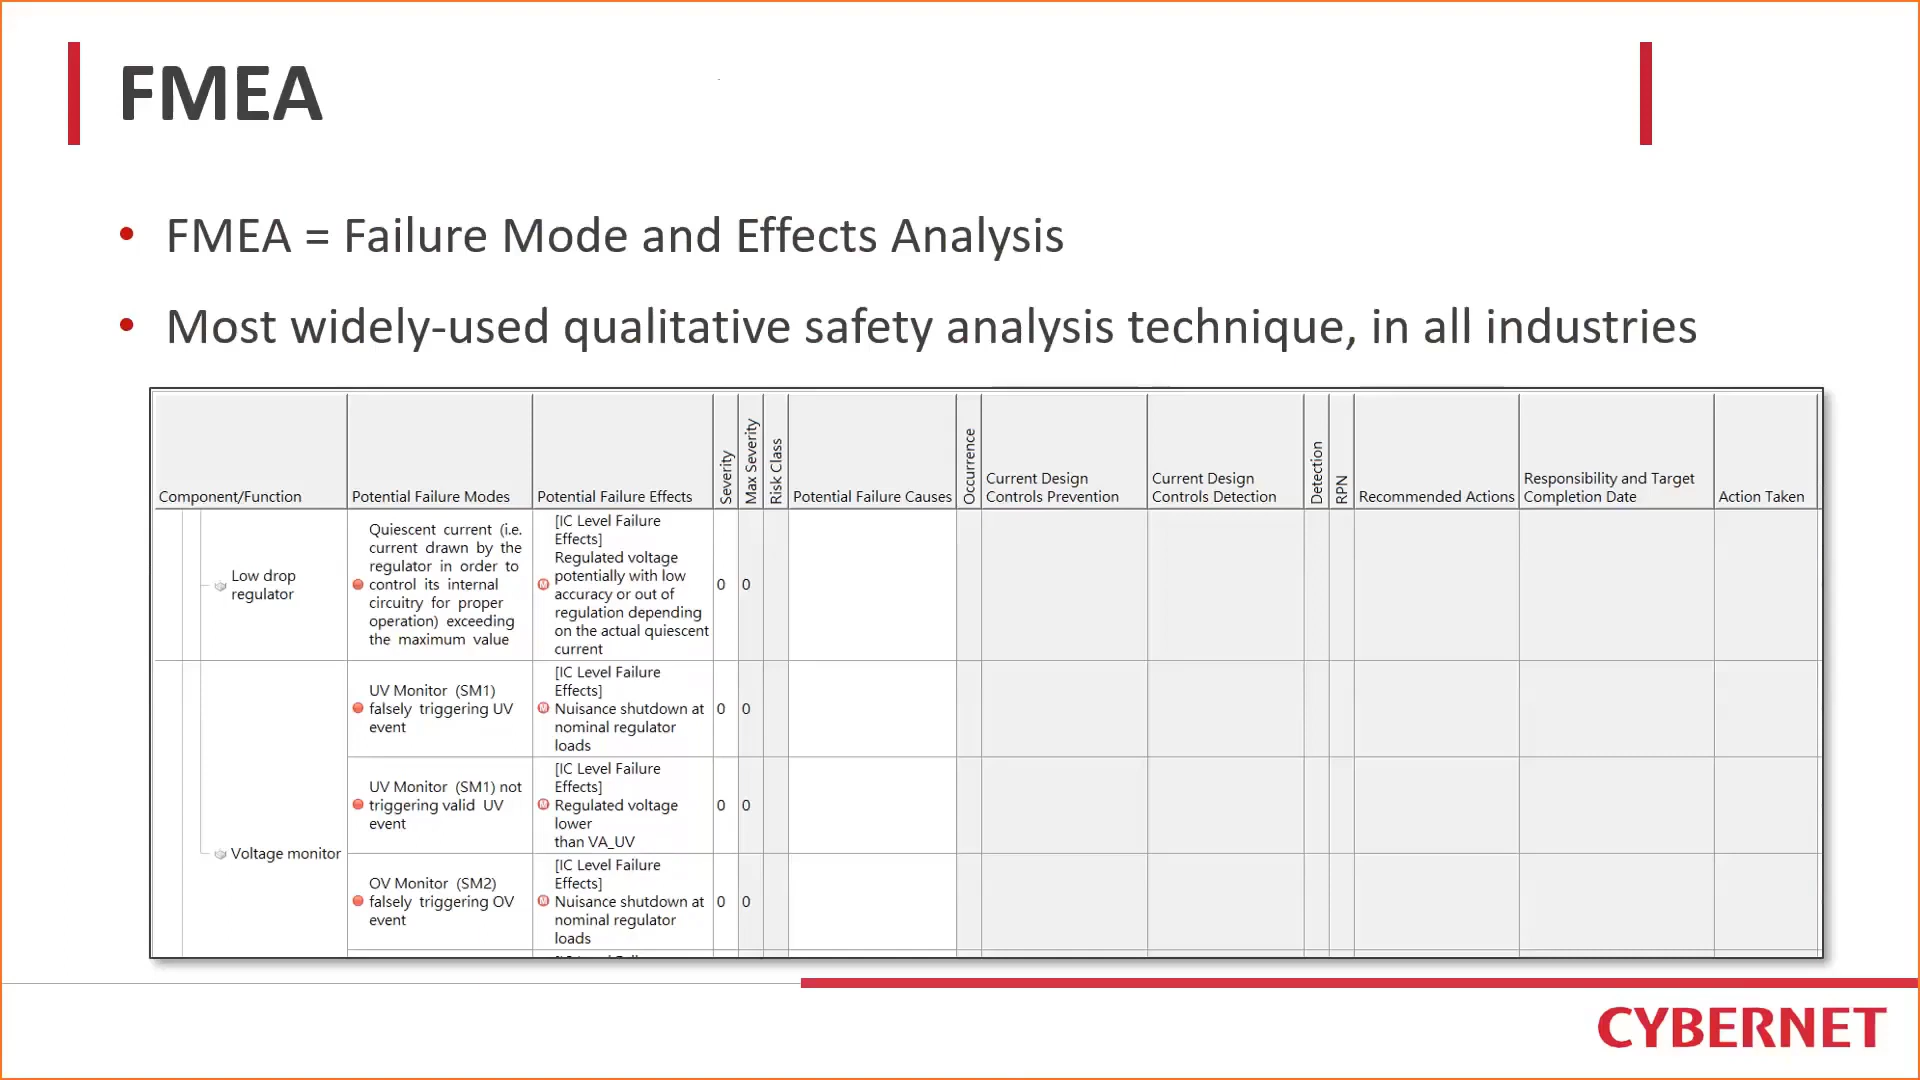 FMEA
• FMEA = Failure Mode and Effects Analysis
• Most widely-used qualitative safety analysis technique, in all industries
Component/Function
Potential Failure Modes
Potential Failure Effects
Severity
Max Severity
Risk Class
Potential Failure Causes
Occurrence
Current Design
Controls Prevention
Current Design
Controls Detection
Detection
RPN
Recommended Actions
Responsibility and Target
Completion Date
Action Taken
Low drop
regulator
Quiescent current (i.e.
current drawn by the
regulator in order to
control its internal
circuitry for proper
operation) exceeding
the maximum value
[IC Level Failure
Effects]
Regulated voltage
potentially with low
accuracy or out of
regulation depending
on the actual quiescent
current
0
0
Voltage monitor
UV Monitor (SM1)
falsely triggering UV
event
[IC Level Failure
Effects]
Nuisance shutdown at
nominal regulator
loads
0
0
UV Monitor (SM1) not
triggering valid UV
event
[IC Level Failure
Effects]
Regulated voltage
lower
than VA_UV
0
0
OV Monitor (SM2)
falsely triggering OV
event
[IC Level Failure
Effects]
Nuisance shutdown at
nominal regulator
loads
0
0
CYBERNET